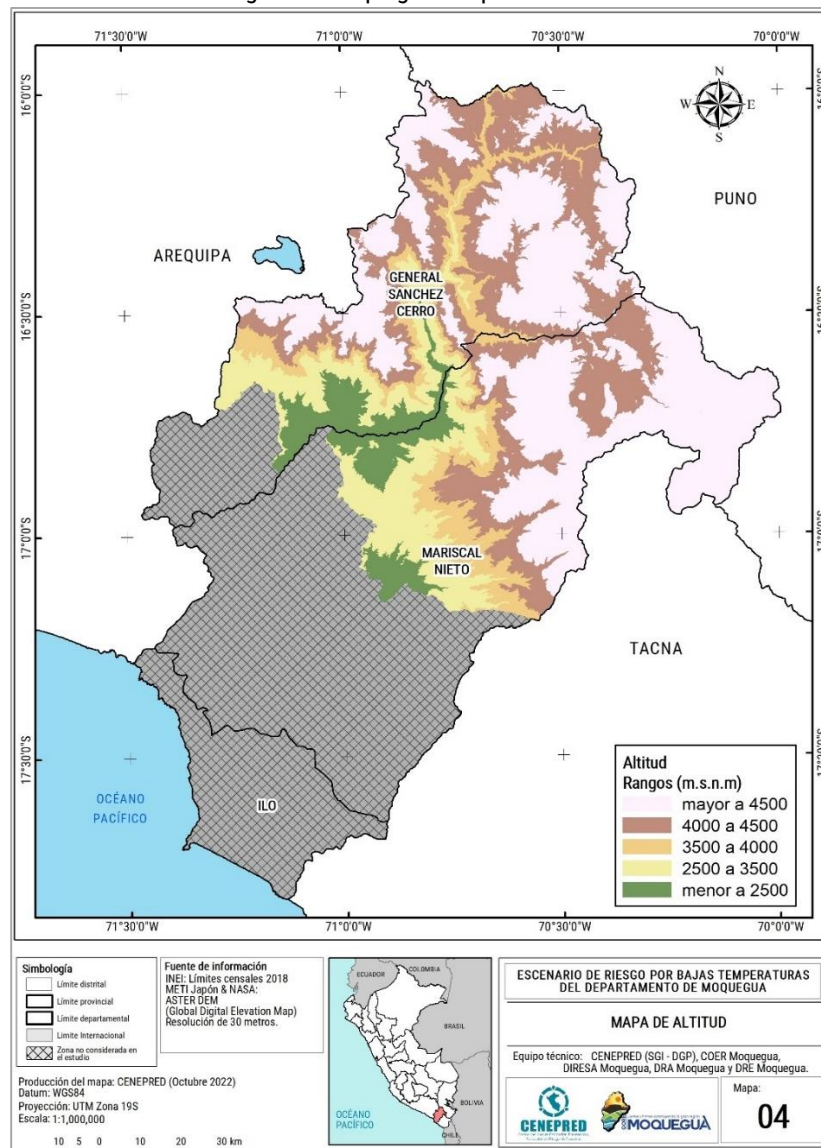 71°30'0"W
71°0'0"W
70°30'0"W
70°0'0"W
16°0'0"S
16°0'0"S
N
W
E
S
PUNO
AREQUIPA
GENERAL
SANCHEZ
CERRO
16°30'0"S
17°0'0"S
MARISCAL
NIETO
TACNA
17°30'0"S
OCÉANO
PACÍFICO
ILO
Altitud
Rangos (m.s.n.m)
mayor a 4500
4000 a 4500
3500 a 4000
2500 a 3500
menor a 2500
71°30'0"W
71°0'0"W
70°30'0"W
70°0'0"W
Simbología
Límite distrital
Límite provincial
Límite departamental
Límite Internacional
Zona no considerada en
el estudio
Fuente de información
INEI: Límites censales 2018
METI Japón & NASA:
ASTER DEM
(Global Digital Elevation Map)
Resolución de 30 metros.
Producción del mapa: CENEPRED (Octubre 2022)
Datum: WGS84
Proyección: UTM Zona 19S
Escala: 1:1,000,000
10 5 0 10 20 30 km
ECUADOR
COLOMBIA
BRASIL
BOLIVIA
OCÉANO
PACÍFICO
CHILE
ESCENARIO DE RIESGO POR BAJAS TEMPERATURAS
DEL DEPARTAMENTO DE MOQUEGUA
MAPA DE ALTITUD
Equipo técnico: CENEPRED (SGI - DGP), COER Moquegua,
DIRESA Moquegua, DRA Moquegua y DRE Moquegua.
CENEPRED
MOQUEGUA
Mapa:
04